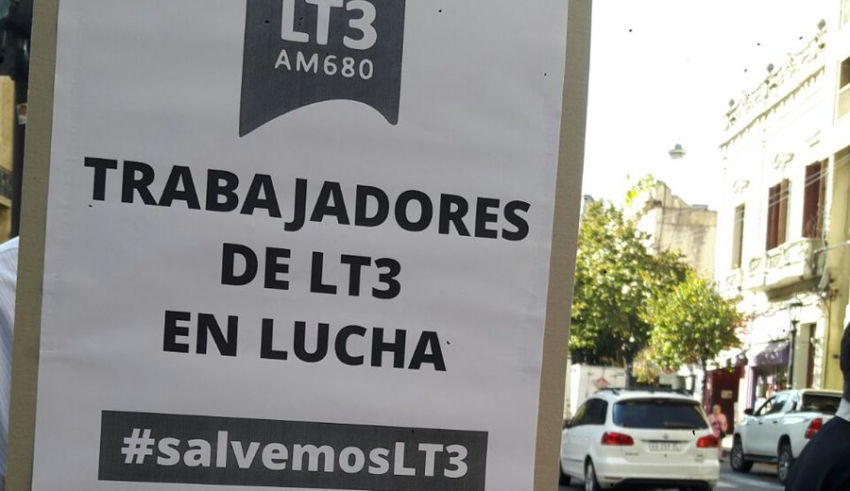 LT3
AM680
TRABAJADORES
DE LT3
EN LUCHA
#salvemosLT3